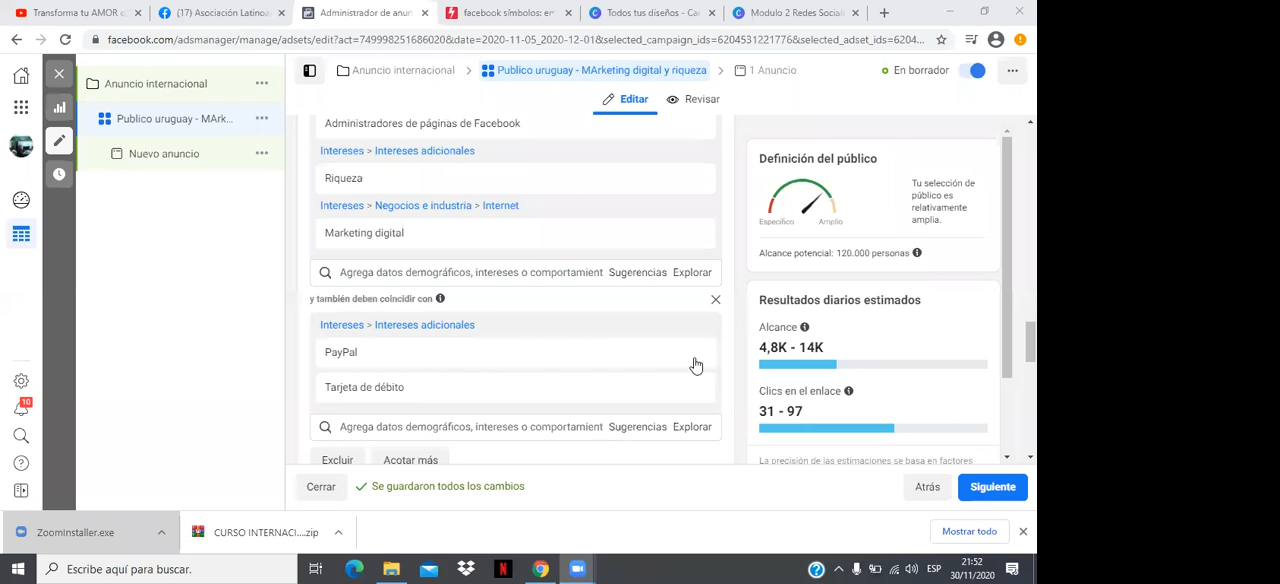 Transforma tu AMOR c
(17) Asociación Latinoa
Administrador de anun
facebook símbolos: em
Todos tus diseños - Ca
Modulo 2 Redes Social
facebook.com/adsmanager/manage/adsets/edit?act=749998251686020&date=2020-11-05_2020-12-01&selected_campaign_ids=6204531221776&selected_adset_ids=6204...
Anuncio internacional
Publico uruguay - MArk...
Nuevo anuncio
Anuncio internacional > Publico uruguay - MArketing digital y riqueza > 1 Anuncio
En borrador
Editar
Revisar
Administradores de páginas de Facebook
Intereses > Intereses adicionales
Riqueza
Intereses > Negocios e industria > Internet
Marketing digital
Agrega datos demográficos, intereses o comportamient Sugerencias Explorar
y también deben coincidir con
Intereses > Intereses adicionales
PayPal
Tarjeta de débito
Agrega datos demográficos, intereses o comportamient Sugerencias Explorar
Excluir
Acotar más
Definición del público
Específico
Amplio
Tu selección de
público es
relativamente
amplia.
Alcance potencial: 120.000 personas
Resultados diarios estimados
Alcance
4,8K - 14K
Clics en el enlace
31 - 97
La precisión de las estimaciones se basa en factores
Cerrar
Se guardaron todos los cambios
Atrás
Siguiente
10
ZoomInstaller.exe
CURSO INTERNACI....zip
Mostrar todo
Escribe aquí para buscar.
ESP
21:52
30/11/2020